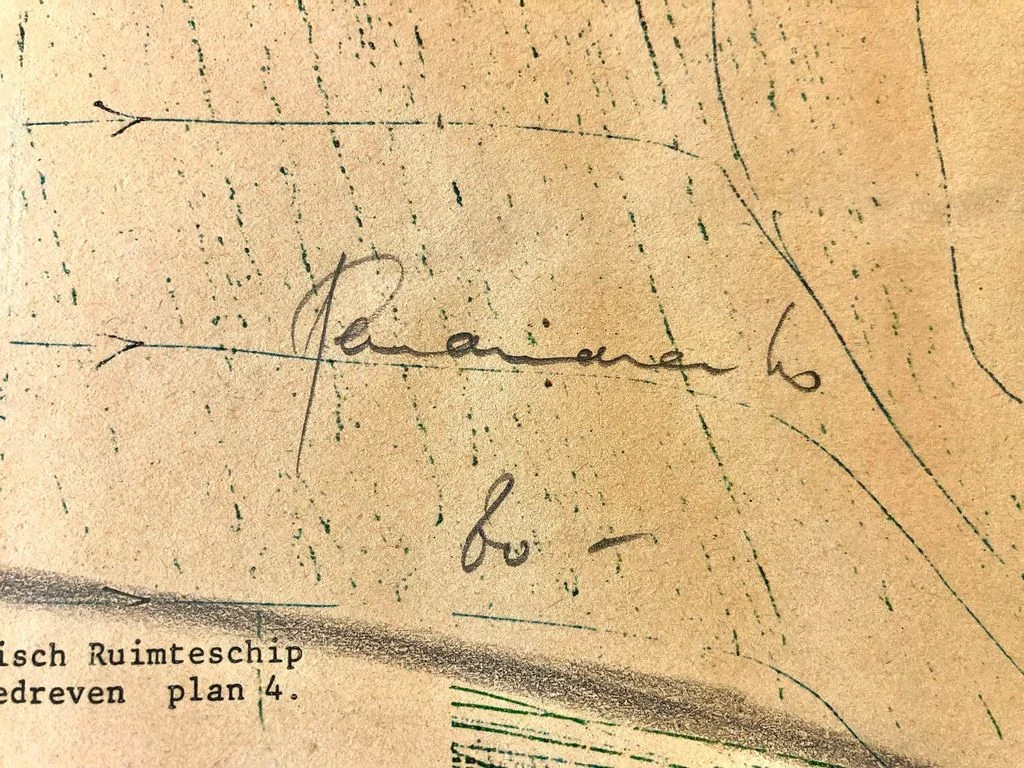 Panamarenko
60 -
isch Ruimteschip
edreven plan 4.